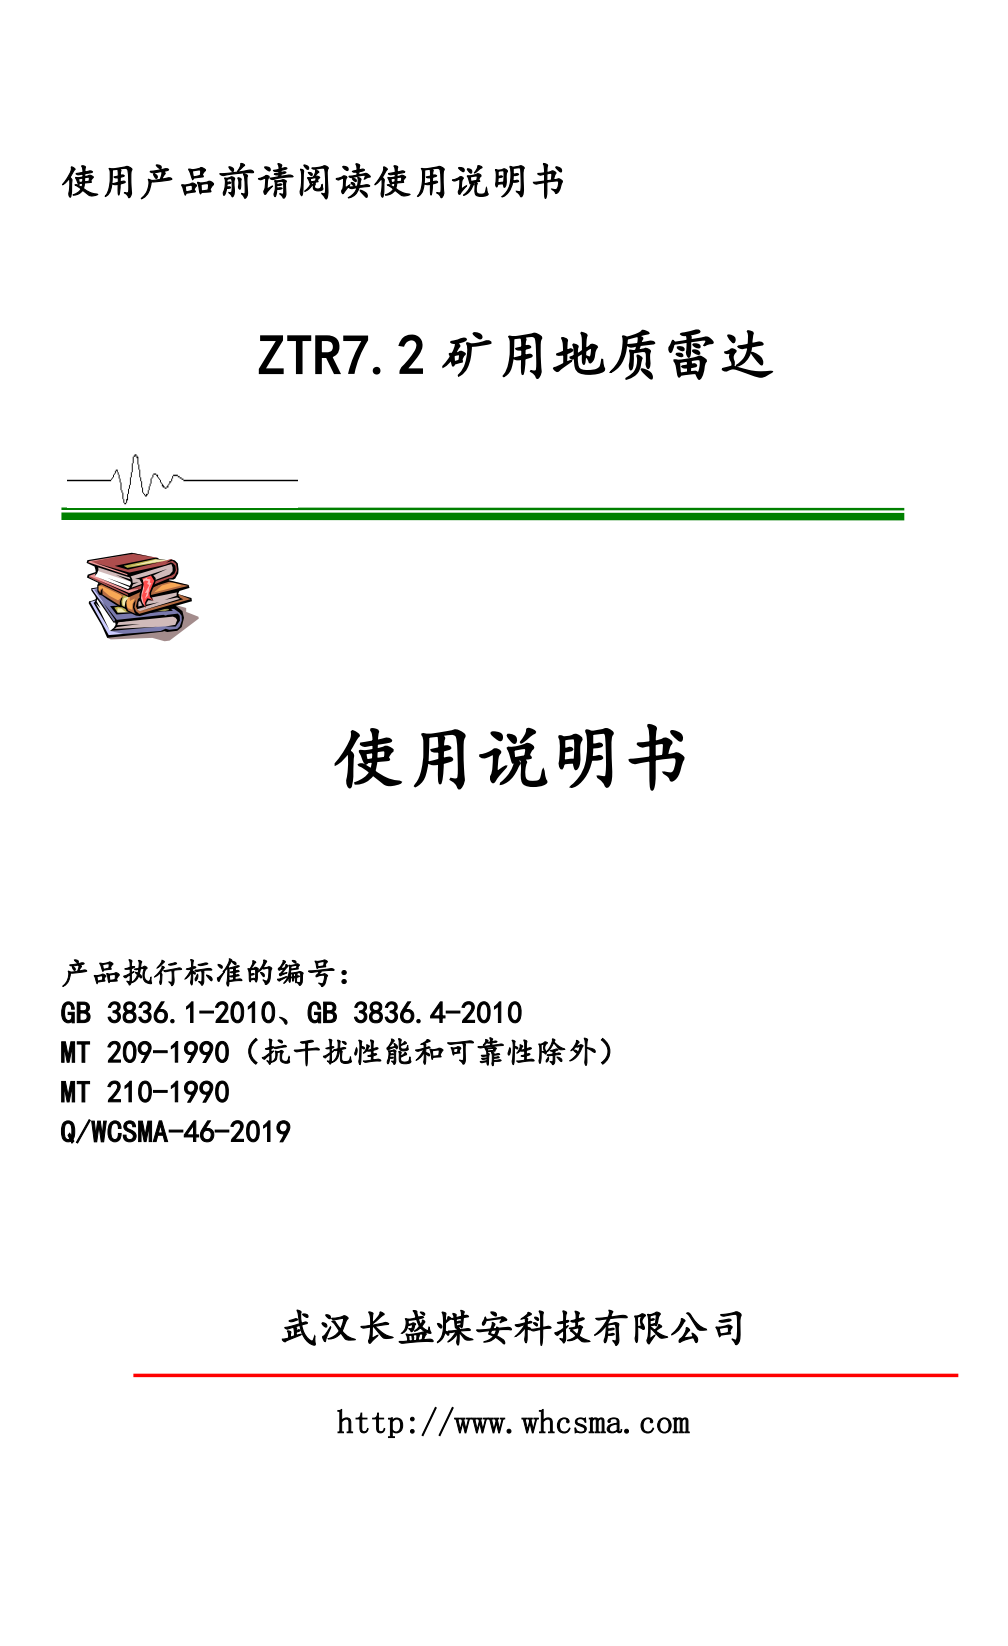 使用产品前请阅读使用说明书
ZTR7.2矿用地质雷达
使用说明书
产品执行标准的编号：
GB 3836.1-2010、GB 3836.4-2010
MT 209-1990（抗干扰性能和可靠性除外）
MT 210-1990
Q/WCSMA-46-2019
武汉长盛煤安科技有限公司
http://www.whcsma.com